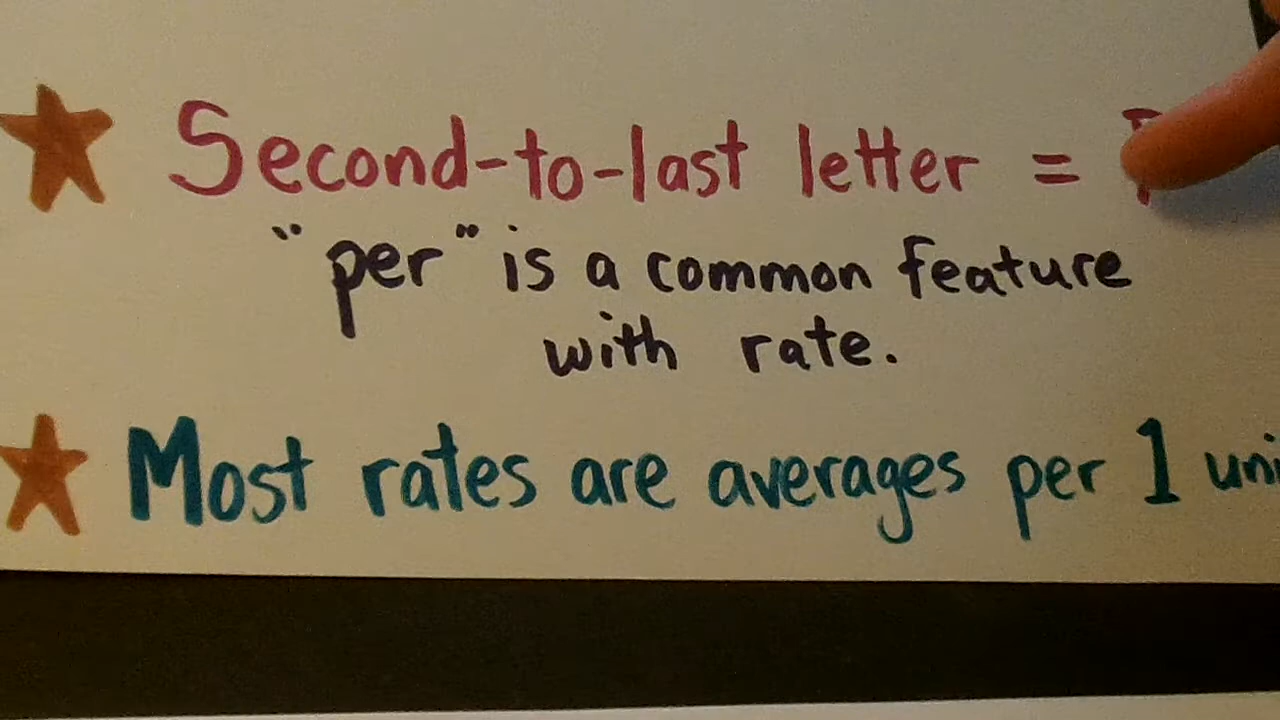 Second-to-last letter =
"per" is a common feature
with rate.
Most rates are averages per 1